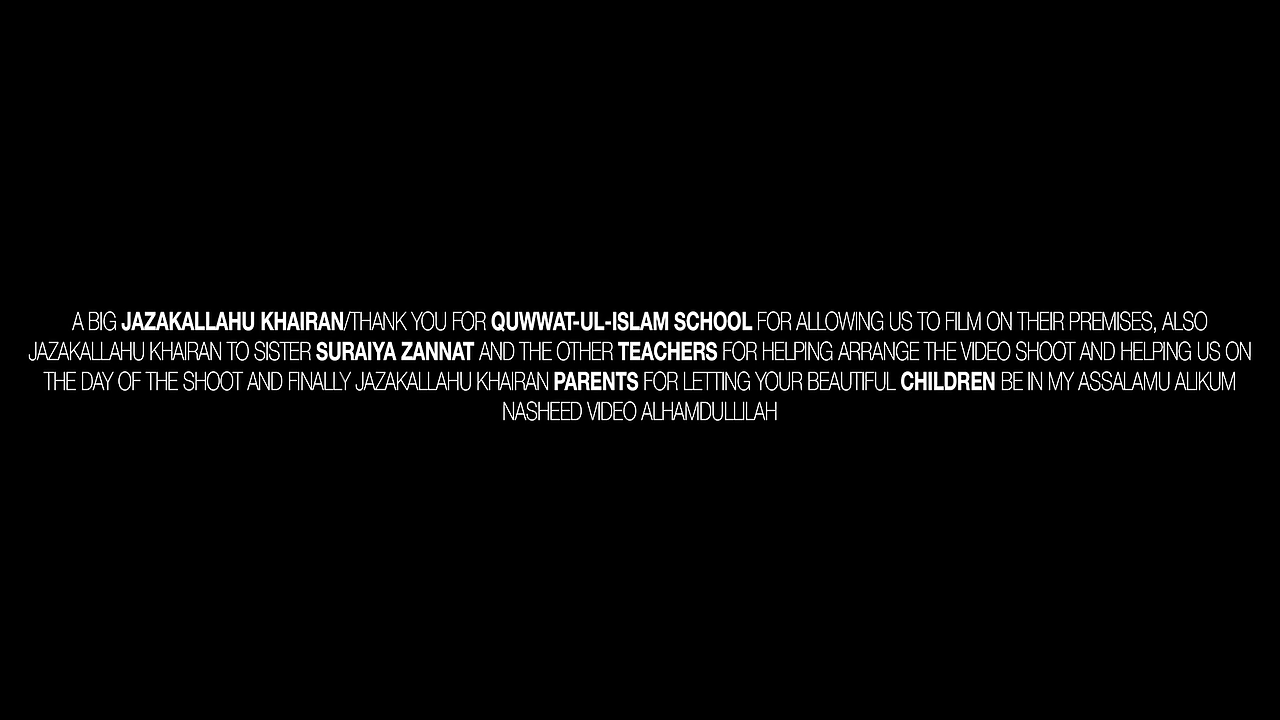 A BIG JAZAKALLAHU KHAIRAN/THANK YOU FOR QUWWAT-UL-ISLAM SCHOOL FOR ALLOWING US TO FILM ON THEIR PREMISES, ALSO
JAZAKALLAHU KHAIRAN TO SISTER SURAIYA ZANNAT AND THE OTHER TEACHERS FOR HELPING ARRANGE THE VIDEO SHOOT AND HELPING US ON
THE DAY OF THE SHOOT AND FINALLY JAZAKALLAHU KHAIRAN PARENTS FOR LETTING YOUR BEAUTIFUL CHILDREN BE IN MY ASSALAMU ALIKUM
NASHEED VIDEO ALHAMDULLILAH